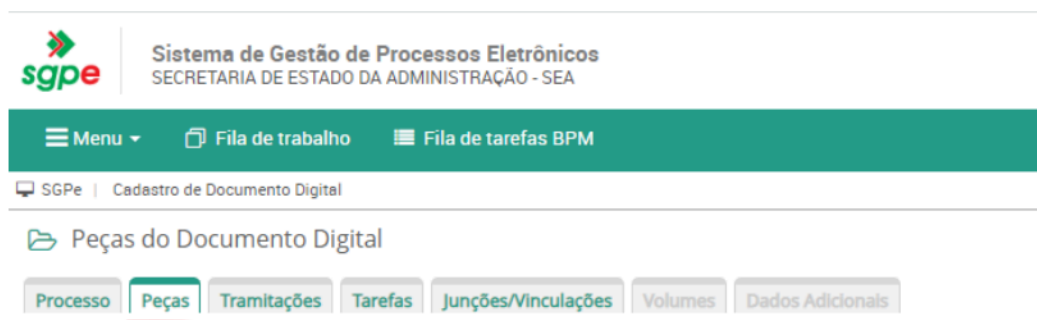 sgpe
Sistema de Gestão de Processos Eletrônicos
SECRETARIA DE ESTADO DA ADMINISTRAÇÃO - SEA
Menu Fila de trabalho Fila de tarefas BPM
SGPe | Cadastro de Documento Digital
Peças do Documento Digital
Processo Peças Tramitações Tarefas Junções/Vinculações Volumes Dados Adicionais